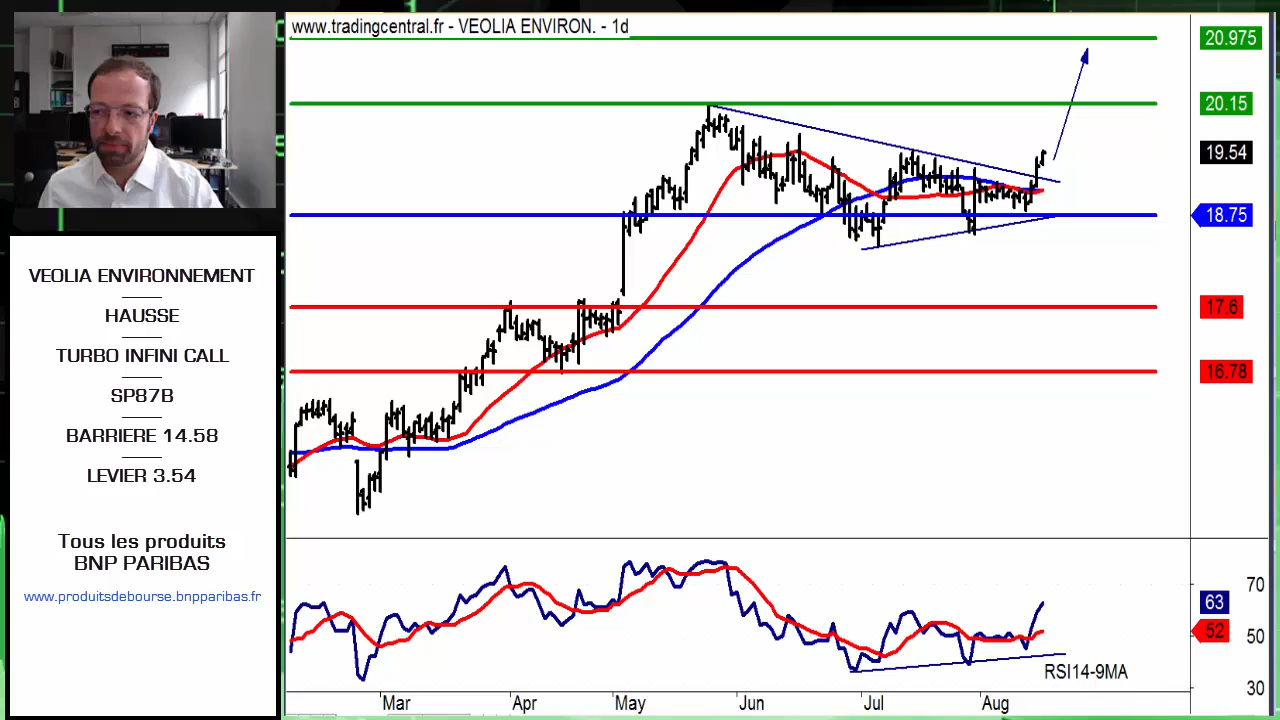 www.tradingcentral.fr - VEOLIA ENVIRON. - 1d
20.975
20.15
19.54
18.75
17.6
16.78
VEOLIA ENVIRONNEMENT
HAUSSE
TURBO INFINI CALL
SP87B
BARRIERE 14.58
LEVIER 3.54
Tous les produits
BNP PARIBAS
www.produitsdebourse.bnpparibas.fr
70
63
52
50
30
RSI14-9MA
Mar Apr May Jun Jul Aug